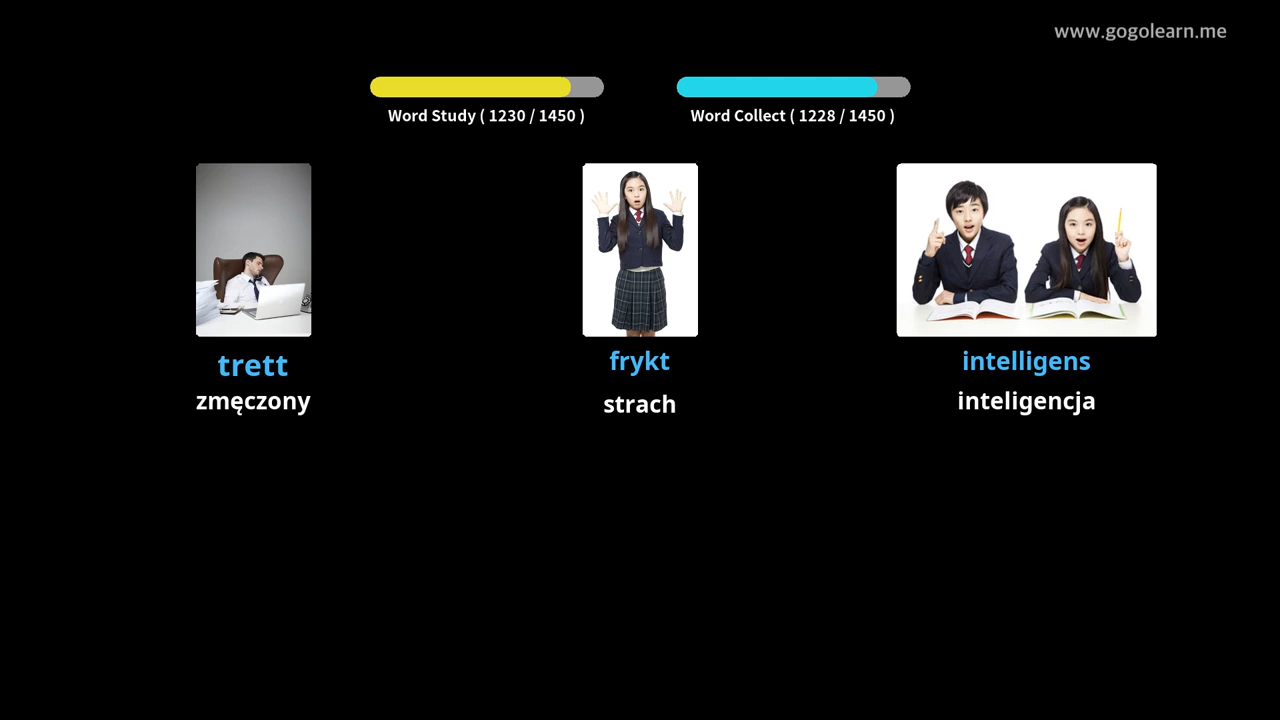 www.gogolearn.me
Word Study ( 1230 / 1450 )
Word Collect ( 1228 / 1450 )
trett
zmęczony
frykt
strach
intelligens
inteligencja